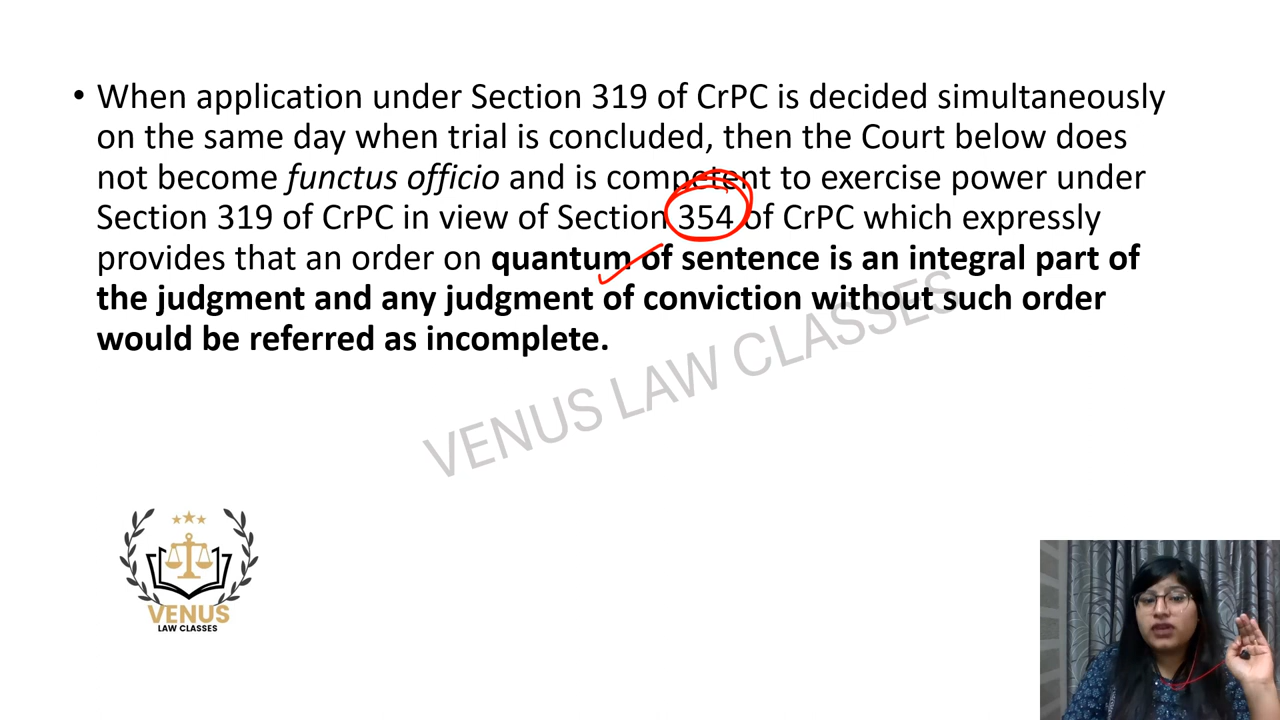 • When application under Section 319 of CrPC is decided simultaneously
on the same day when trial is concluded, then the Court below does
not become functus officio and is competent to exercise power under
Section 319 of CrPC in view of Section 354 of CrPC which expressly
provides that an order on quantum of sentence is an integral part of
the judgment and any judgment of conviction without such order
would be referred as incomplete.
VENUS LAW CLASSES
VENUS
LAW CLASSES